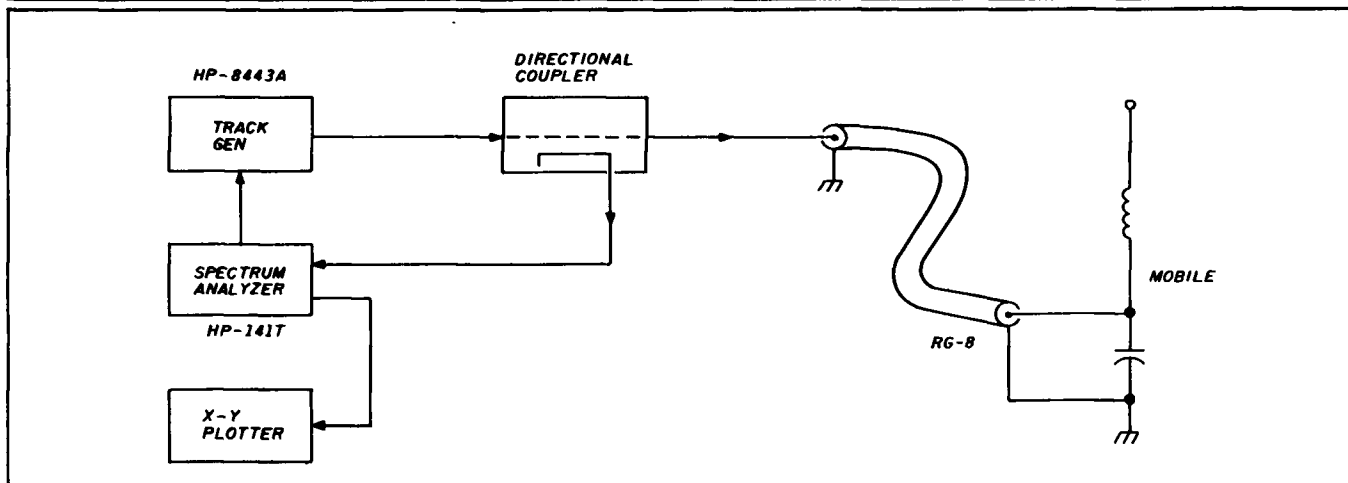 HP-8443A
TRACK
GEN
DIRECTIONAL
COUPLER
SPECTRUM
ANALYZER
HP-141T
X-Y
PLOTTER
RG-8
MOBILE